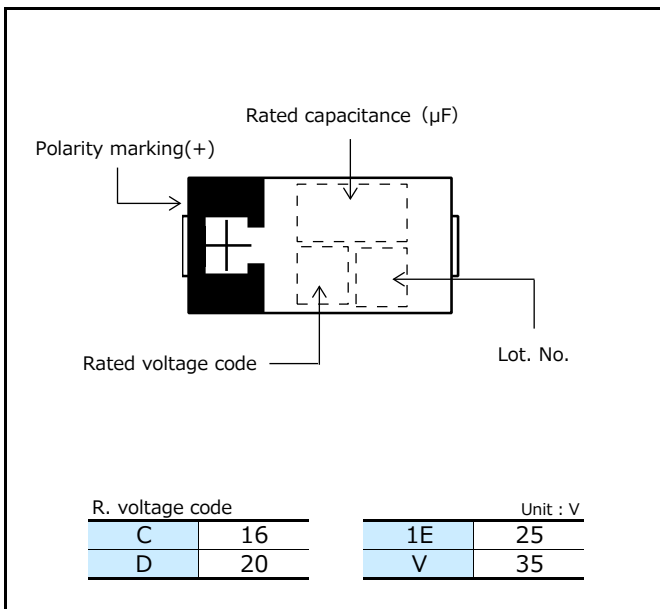 Rated capacitance (µF)
Polarity marking(+)
Rated voltage code
Lot. No.
R. voltage code
Unit : V
C 16 1E 25
D 20 V 35